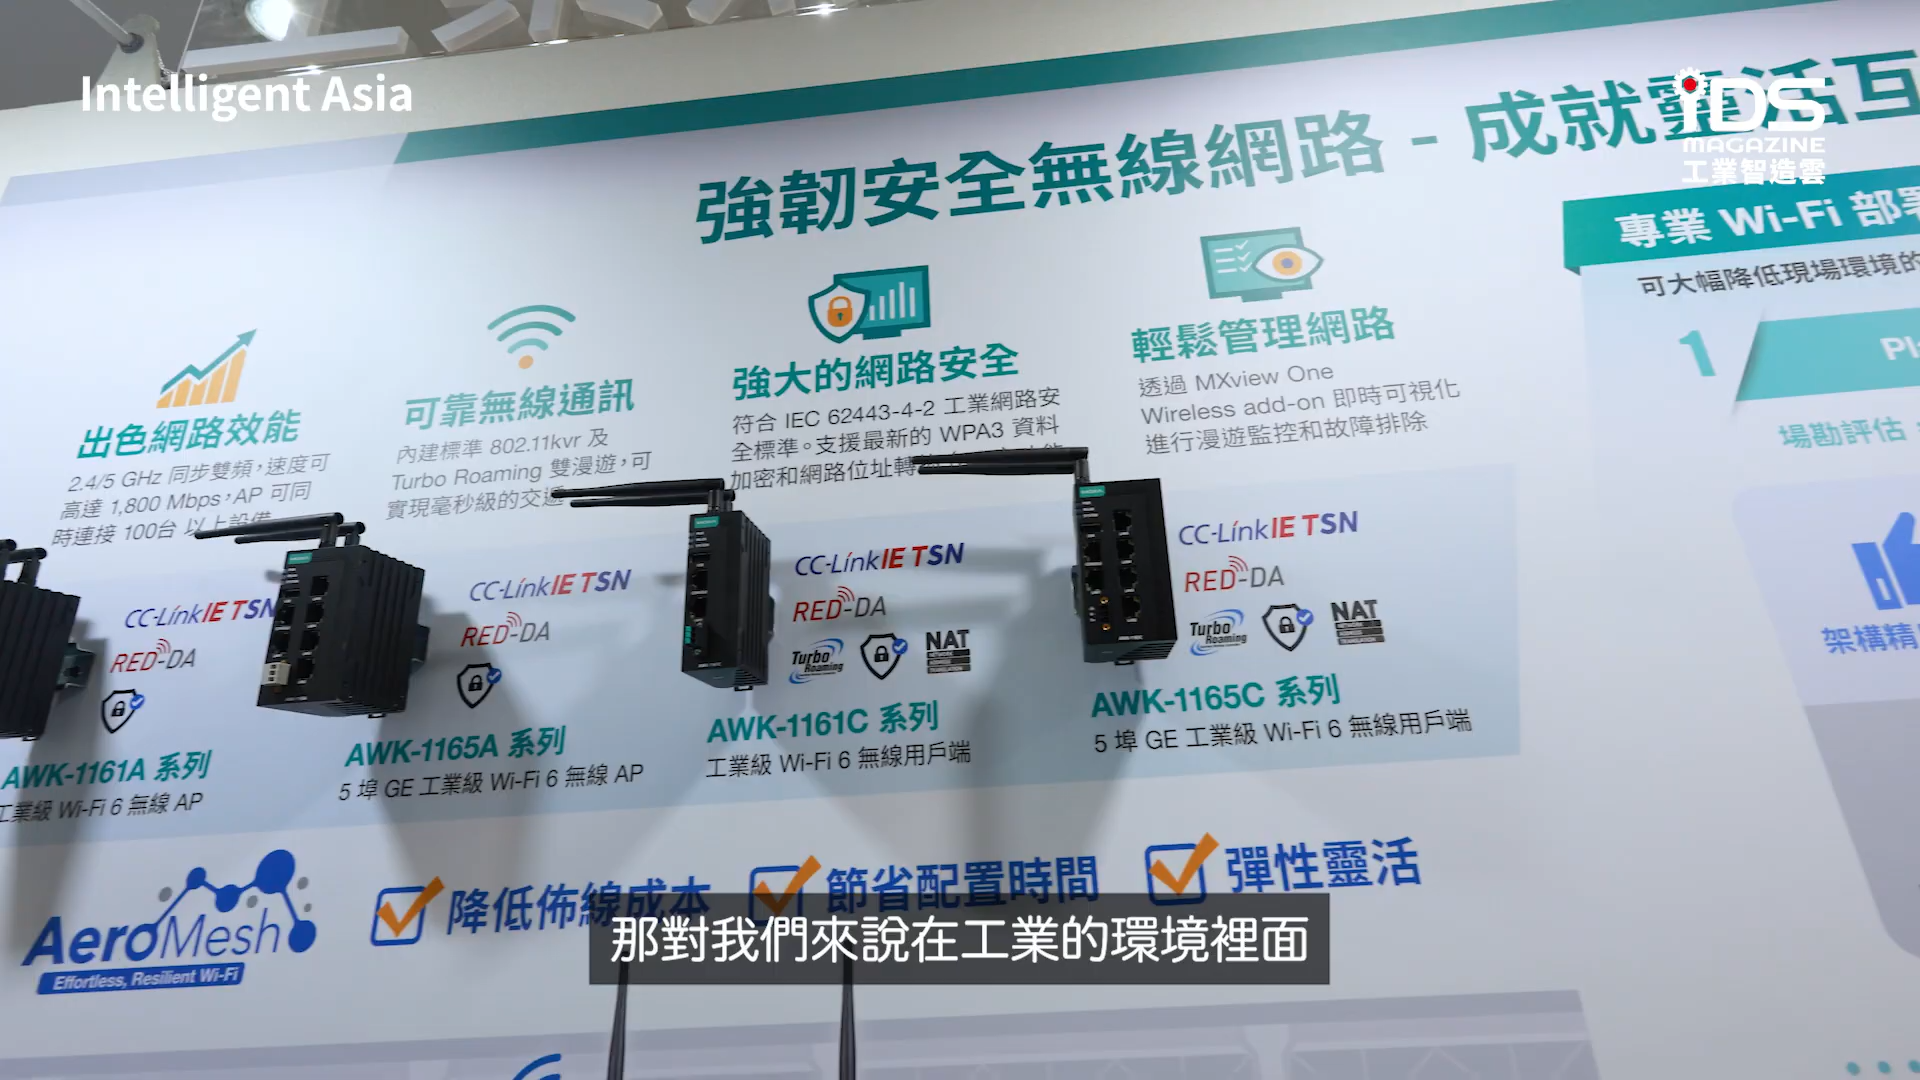 Intelligent Asia
iDS
MAGAZINE
工業智造雲
強韌安全無線網路 - 成就靈活互
專業 Wi-Fi 部署
可大幅降低現場環境的
1
場勘評估
架構精
出色網路效能
2.4/5 GHz 同步雙頻，速度可
高達 1,800 Mbps，AP 可同
時連接 100台 以上設備
可靠無線通訊
內建標準 802.11kvr 及
Turbo Roaming 雙漫遊，可
實現毫秒級的交遞
強大的網路安全
符合 IEC 62443-4-2 工業網路安
全標準。支援最新的 WPA3 資料
加密和網路位址轉
輕鬆管理網路
透過 MXview One
Wireless add-on 即時可視化
進行漫遊監控和故障排除
CC-Link IE TSN
RED-DA
AWK-1161A 系列
工業級 Wi-Fi 6 無線 AP
CC-Link IE TSN
RED-DA
AWK-1165A 系列
5 埠 GE 工業級 Wi-Fi 6 無線 AP
CC-Link IE TSN
RED-DA
Turbo Roaming
NAT
AWK-1161C 系列
工業級 Wi-Fi 6 無線用戶端
CC-Link IE TSN
RED-DA
Turbo Roaming
NAT
AWK-1165C 系列
5 埠 GE 工業級 Wi-Fi 6 無線用戶端
AeroMesh
Effortless, Resilient Wi-Fi
降低佈線成本
節省配置時間
彈性靈活
那對我們來說在工業的環境裡面